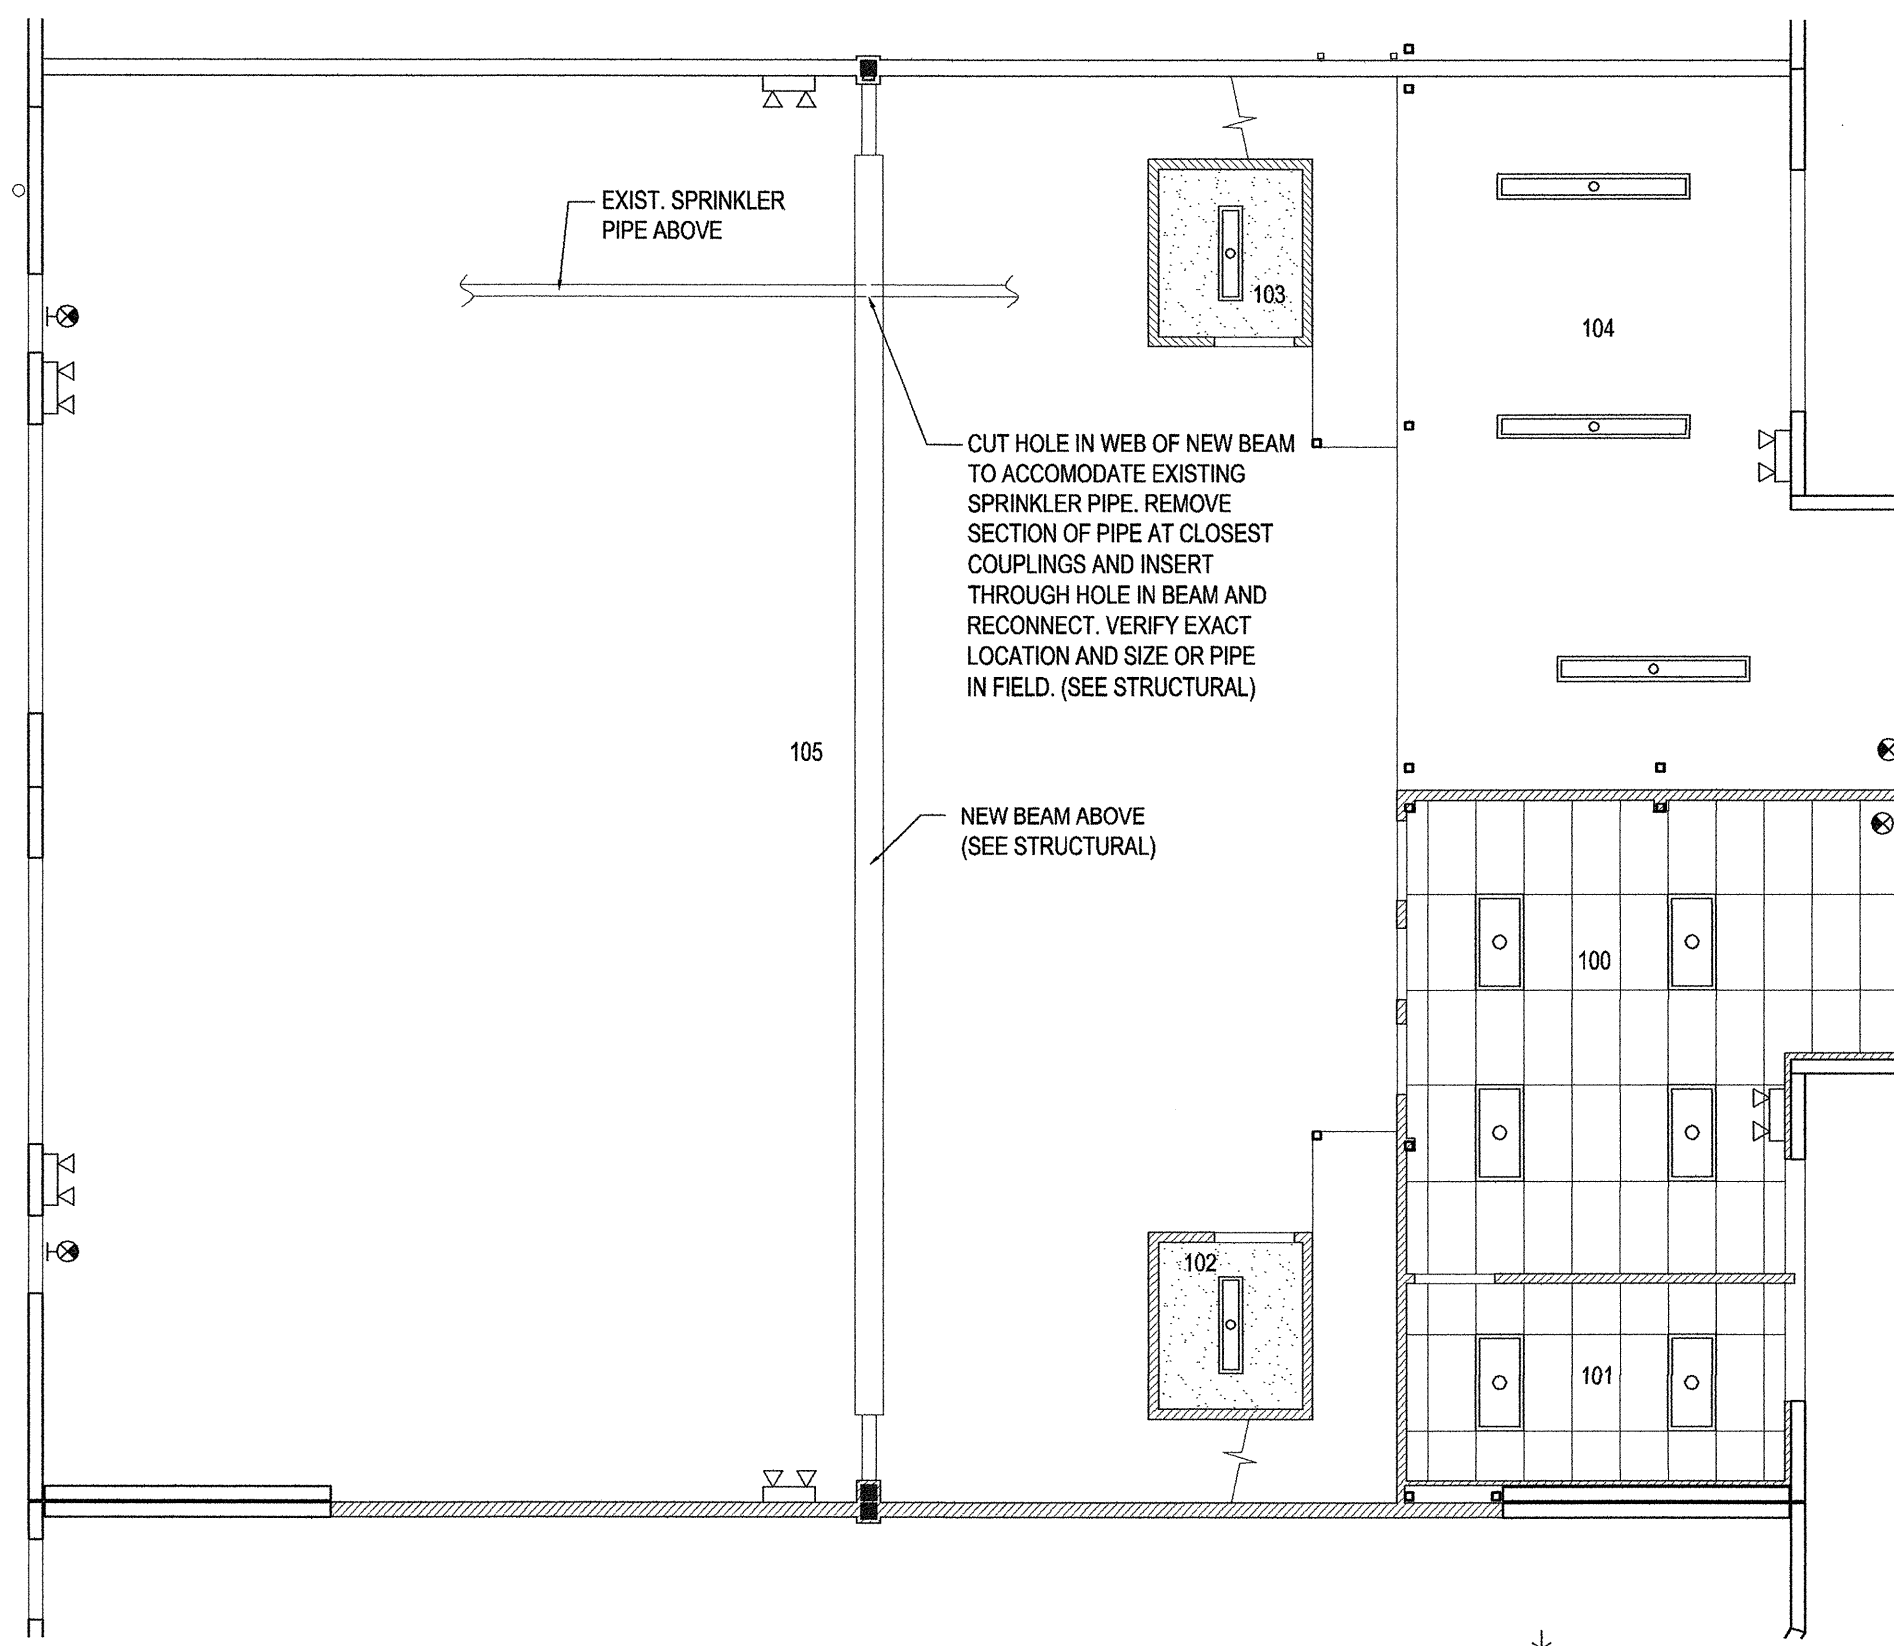 EXIST. SPRINKLER
PIPE ABOVE
103
104
CUT HOLE IN WEB OF NEW BEAM
TO ACCOMODATE EXISTING
SPRINKLER PIPE. REMOVE
SECTION OF PIPE AT CLOSEST
COUPLINGS AND INSERT
THROUGH HOLE IN BEAM AND
RECONNECT. VERIFY EXACT
LOCATION AND SIZE OR PIPE
IN FIELD. (SEE STRUCTURAL)
105
NEW BEAM ABOVE
(SEE STRUCTURAL)
100
102
101